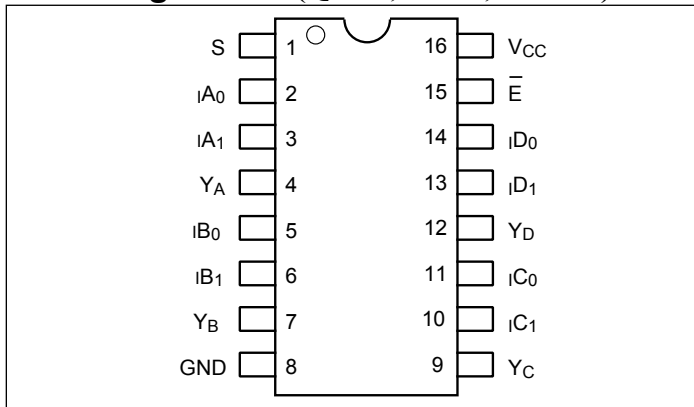 S 1 16 VCC
IA0 2 15 E̅
IA1 3 14 ID0
YA 4 13 ID1
IB0 5 12 YD
IB1 6 11 IC0
YB 7 10 IC1
GND 8 9 YC